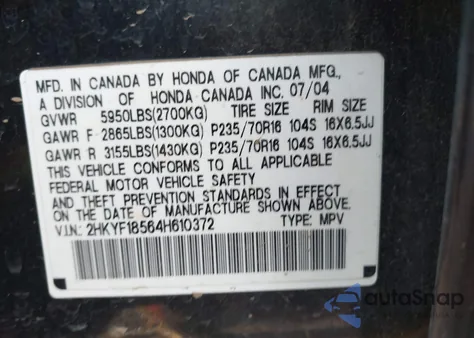 MFD. IN CANADA BY HONDA OF CANADA MFG.,
A DIVISION OF HONDA CANADA INC. 07/04
GVWR 5950LBS(2700KG) TIRE SIZE RIM SIZE
GAWR F 2865LBS(1300KG) P235/70R16 104S 16X6.5JJ
GAWR R 3155LBS(1430KG) P235/70R16 104S 16X6.5JJ
THIS VEHICLE CONFORMS TO ALL APPLICABLE
FEDERAL MOTOR VEHICLE SAFETY
AND THEFT PREVENTION STANDARDS IN EFFECT ON
THE DATE OF MANUFACTURE SHOWN ABOVE.
V.I.N.: 2HKYF18564H610372 TYPE: MPV
autoSnap